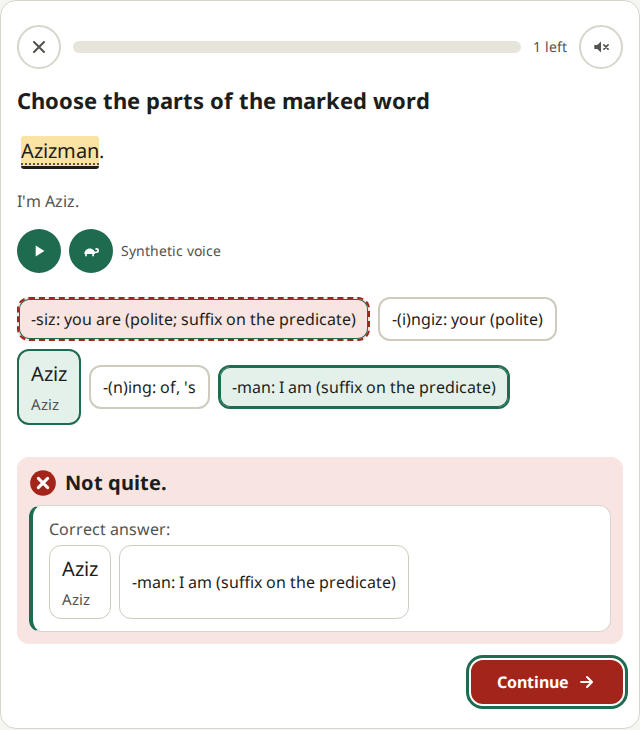 1 left
Choose the parts of the marked word
Azizman.
I'm Aziz.
Synthetic voice
-siz: you are (polite; suffix on the predicate)
-(i)ngiz: your (polite)
Aziz
Aziz
-(n)ing: of, 's
-man: I am (suffix on the predicate)
Not quite.
Correct answer:
Aziz
Aziz
-man: I am (suffix on the predicate)
Continue